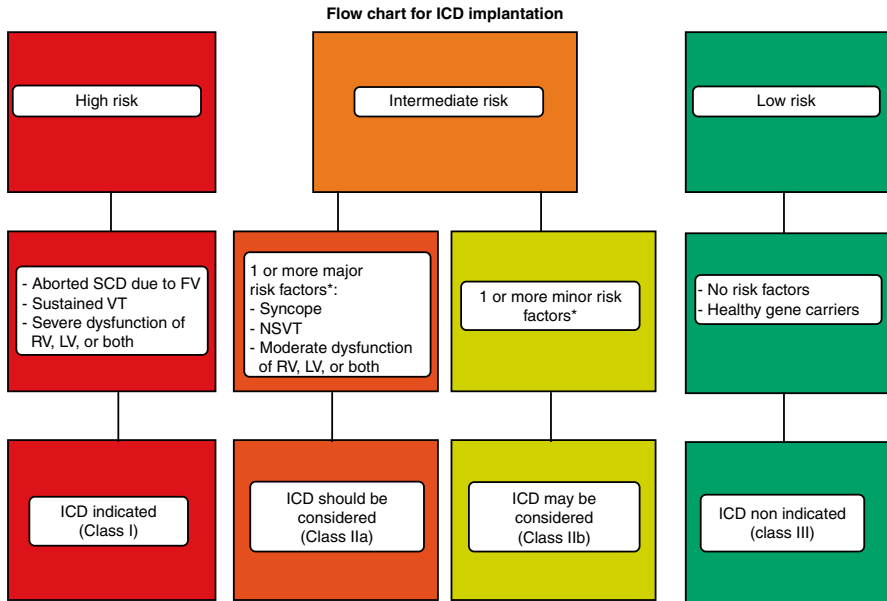 Flow chart for ICD implantation
High risk
Intermediate risk
Low risk
- Aborted SCD due to FV
- Sustained VT
- Severe dysfunction of
RV, LV, or both
1 or more major
risk factors*:
- Syncope
- NSVT
- Moderate dysfunction
of RV, LV, or both
1 or more minor risk
factors*
- No risk factors
- Healthy gene carriers
ICD indicated
(Class I)
ICD should be
considered
(Class IIa)
ICD may be
considered
(Class IIb)
ICD non indicated
(class III)